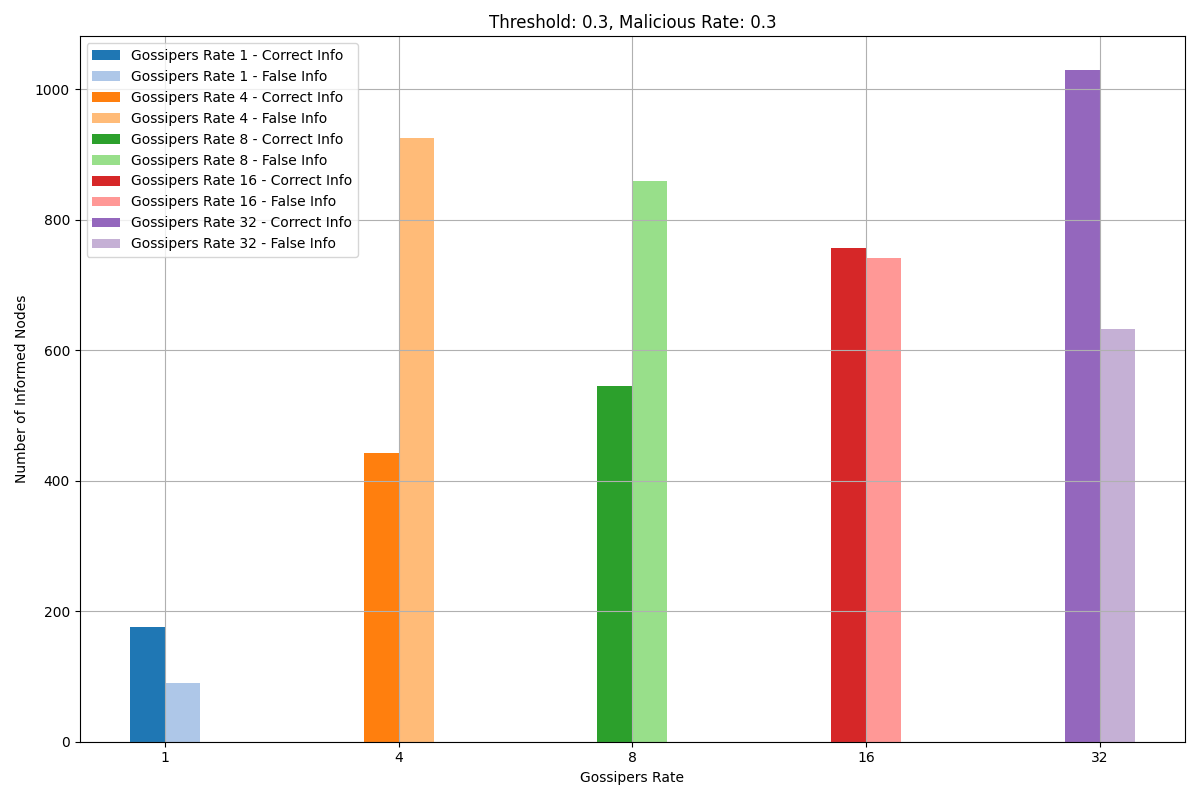 Threshold: 0.3, Malicious Rate: 0.3
Gossipers Rate 1 - Correct Info
Gossipers Rate 1 - False Info
Gossipers Rate 4 - Correct Info
Gossipers Rate 4 - False Info
Gossipers Rate 8 - Correct Info
Gossipers Rate 8 - False Info
Gossipers Rate 16 - Correct Info
Gossipers Rate 16 - False Info
Gossipers Rate 32 - Correct Info
Gossipers Rate 32 - False Info
Number of Informed Nodes
1000
800
600
400
200
0
1 4 8 16 32
Gossipers Rate